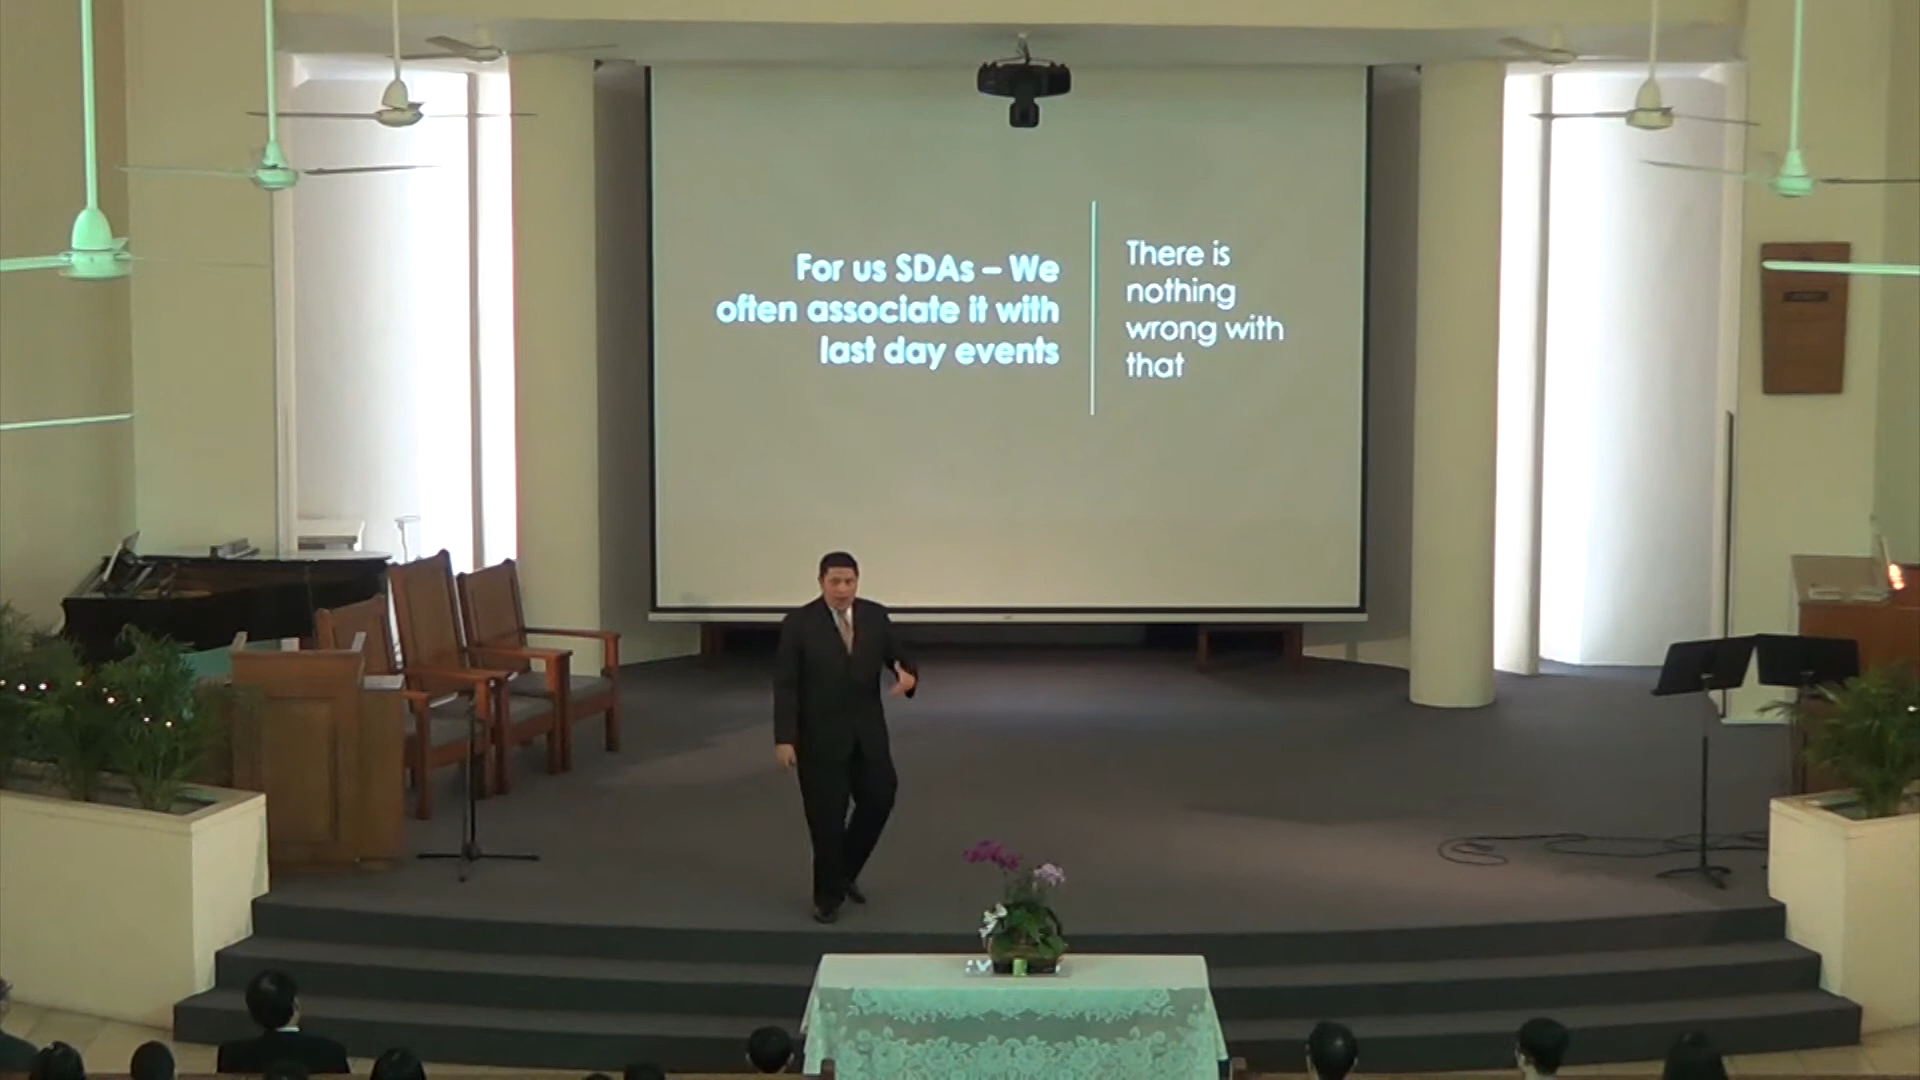 For us SDAs – We
often associate it with
last day events
There is
nothing
wrong with
that